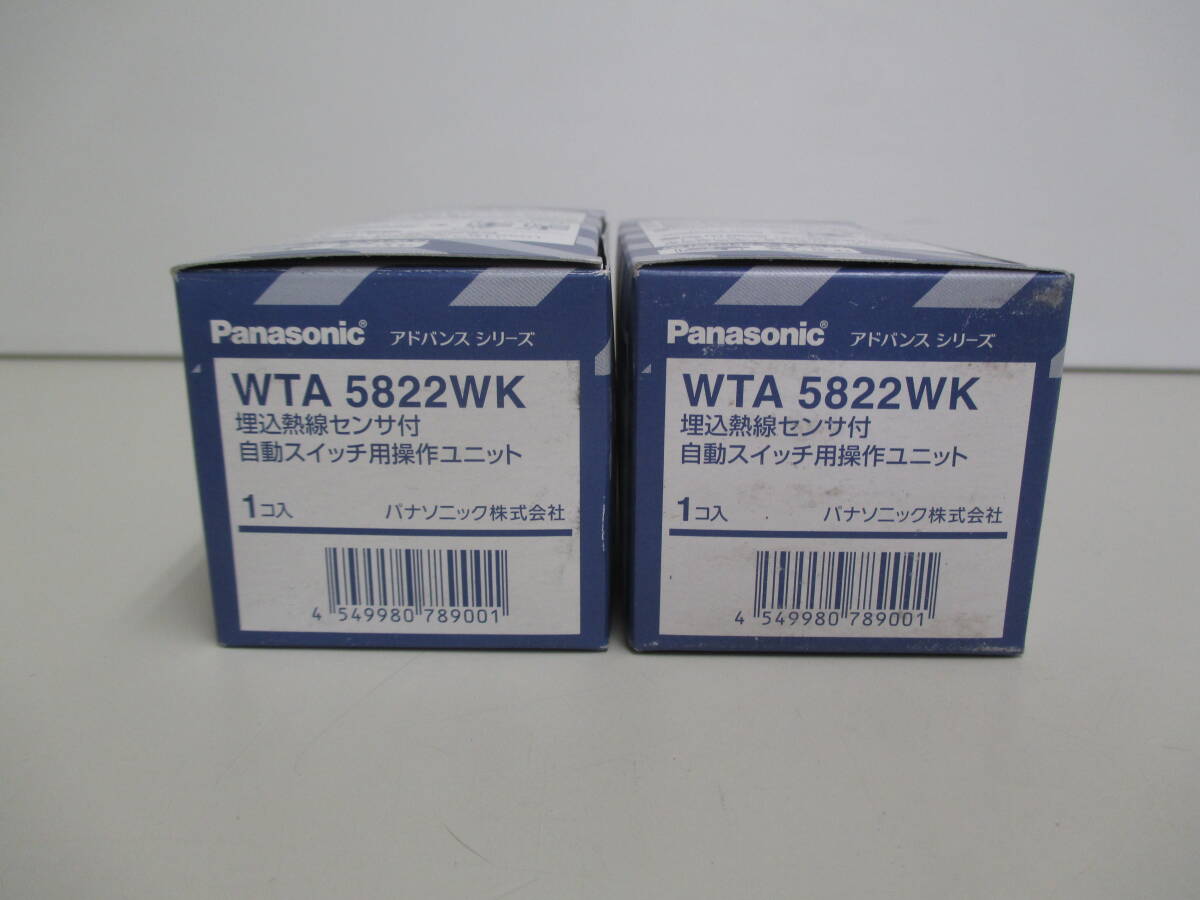 Panasonic® アドバンス シリーズ
WTA 5822WK
埋込熱線センサ付
自動スイッチ用操作ユニット
1コ入 パナソニック株式会社
4 549980 789001
Panasonic® アドバンス シリーズ
WTA 5822WK
埋込熱線センサ付
自動スイッチ用操作ユニット
1コ入 パナソニック株式会社
4 549980 789001